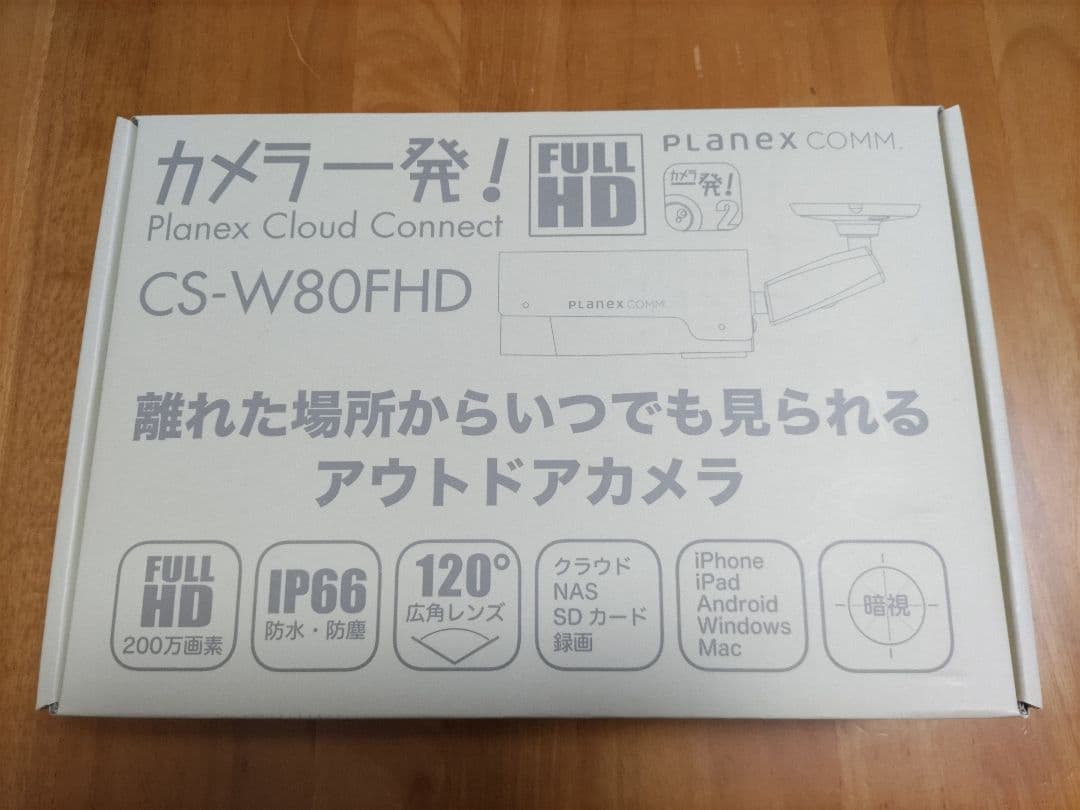 カメラ一発!
Planex Cloud Connect
FULL
HD
PLANEX COMM.
カメラ
一発!
2
CS-W80FHD
PLANEX COMM.
離れた場所からいつでも見られる
アウトドアカメラ
FULL
HD
200万画素
IP66
防水・防塵
120°
広角レンズ
クラウド
NAS
SDカード
録画
iPhone
iPad
Android
Windows
Mac
暗視